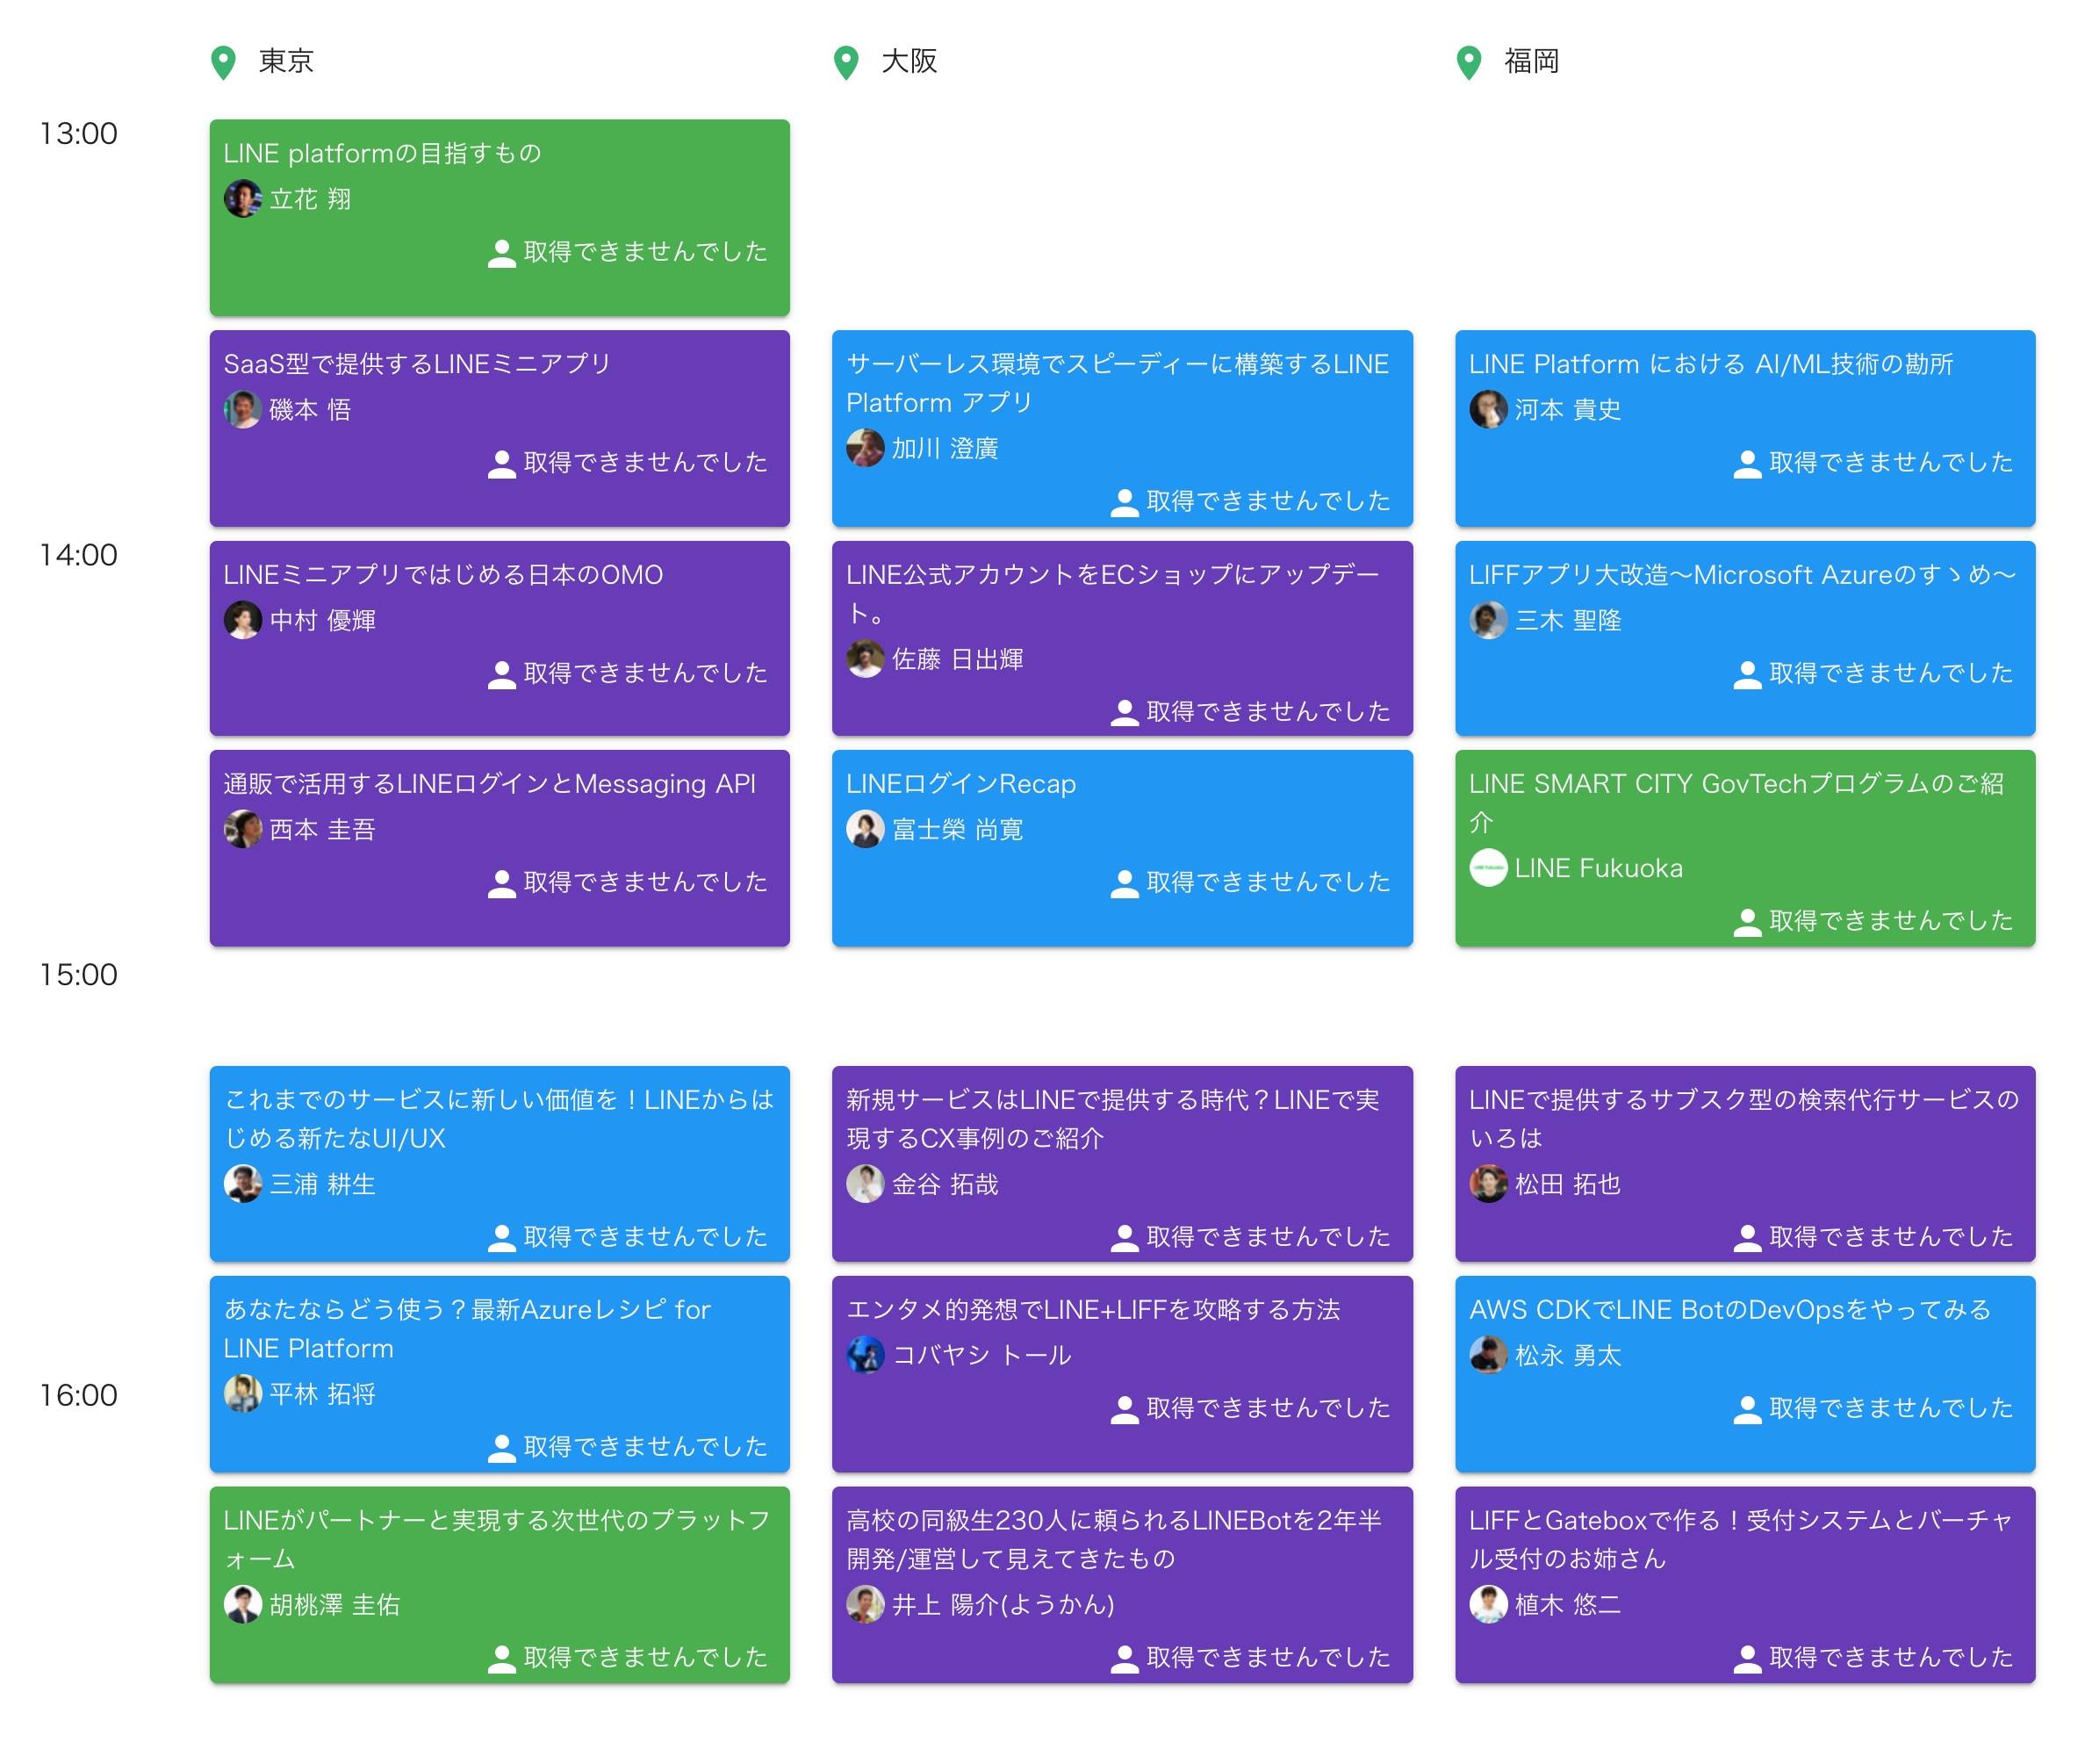 東京
大阪
福岡
13:00
LINE platformの目指すもの
立花 翔
取得できませんでした
SaaS型で提供するLINEミニアプリ
磯本 悟
取得できませんでした
サーバーレス環境でスピーディーに構築するLINE
Platform アプリ
加川 澄廣
取得できませんでした
LINE Platform における AI/ML技術の勘所
河本 貴史
取得できませんでした
14:00
LINEミニアプリではじめる日本のOMO
中村 優輝
取得できませんでした
LINE公式アカウントをECショップにアップデー
ト。
佐藤 日出輝
取得できませんでした
LIFFアプリ大改造〜Microsoft Azureのすゝめ〜
三木 聖隆
取得できませんでした
通販で活用するLINEログインとMessaging API
西本 圭吾
取得できませんでした
LINEログインRecap
富士榮 尚寛
取得できませんでした
LINE SMART CITY GovTechプログラムのご紹
介
LINE Fukuoka
取得できませんでした
15:00
これまでのサービスに新しい価値を！LINEからは
じめる新たなUI/UX
三浦 耕生
取得できませんでした
新規サービスはLINEで提供する時代？LINEで実
現するCX事例のご紹介
金谷 拓哉
取得できませんでした
LINEで提供するサブスク型の検索代行サービスの
いろは
松田 拓也
取得できませんでした
あなたならどう使う？最新Azureレシピ for
LINE Platform
平林 拓将
取得できませんでした
エンタメ的発想でLINE+LIFFを攻略する方法
コバヤシ トール
取得できませんでした
AWS CDKでLINE BotのDevOpsをやってみる
松永 勇太
取得できませんでした
16:00
LINEがパートナーと実現する次世代のプラットフ
ォーム
胡桃澤 圭佑
取得できませんでした
高校の同級生230人に頼られるLINEBotを2年半
開発/運営して見えてきたもの
井上 陽介(ようかん)
取得できませんでした
LIFFとGateboxで作る！受付システムとバーチャ
ル受付のお姉さん
植木 悠二
取得できませんでした